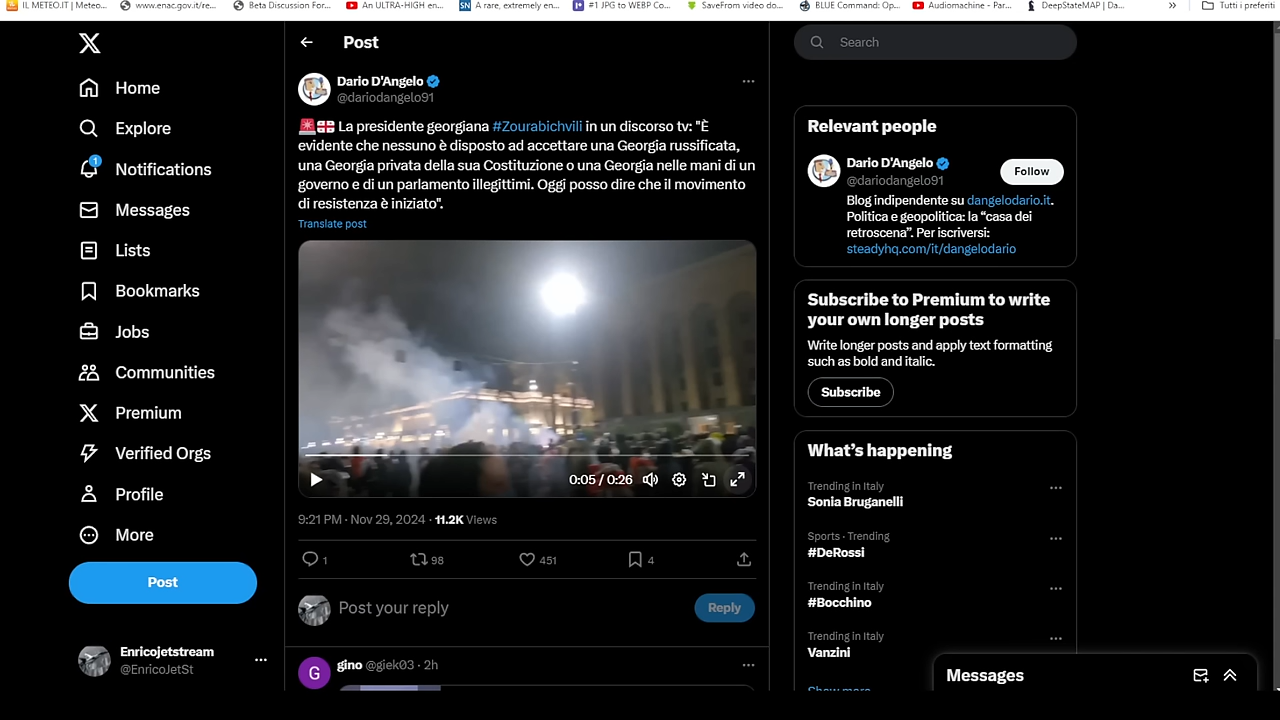 IL METEO.IT | Meteo...
www.enac.gov.it/re...
Beta Discussion For...
An ULTRA-HIGH en...
SN A rare, extremely en...
#1 JPG to WEBP Co...
SaveFrom video do...
BLUE Command: Op...
Audiomachine - Par...
DeepStateMAP | Da...
Tutti i preferiti
Home
Explore
1
Notifications
Messages
Lists
Bookmarks
Jobs
Communities
Premium
Verified Orgs
Profile
More
Post
Enricojetstream
@EnricoJetSt
Post
Dario D'Angelo
@dariodangelo91
La presidente georgiana #Zourabichvili in un discorso tv: "È
evidente che nessuno è disposto ad accettare una Georgia russificata,
una Georgia privata della sua Costituzione o una Georgia nelle mani di un
governo e di un parlamento illegittimi. Oggi posso dire che il movimento
di resistenza è iniziato".
Translate post
0:05 / 0:26
9:21 PM · Nov 29, 2024 · 11.2K Views
1 98 451 4
Post your reply
Reply
G
gino @giek03 · 2h
Search
Relevant people
Dario D'Angelo
@dariodangelo91
Follow
Blog indipendente su dangelodario.it.
Politica e geopolitica: la “casa dei
retroscena”. Per iscriversi:
steadyhq.com/it/dangelodario
Subscribe to Premium to write
your own longer posts
Write longer posts and apply text formatting
such as bold and italic.
Subscribe
What’s happening
Trending in Italy
Sonia Bruganelli
Sports · Trending
#DeRossi
Trending in Italy
#Bocchino
Trending in Italy
Vanzini
Show more
Messages